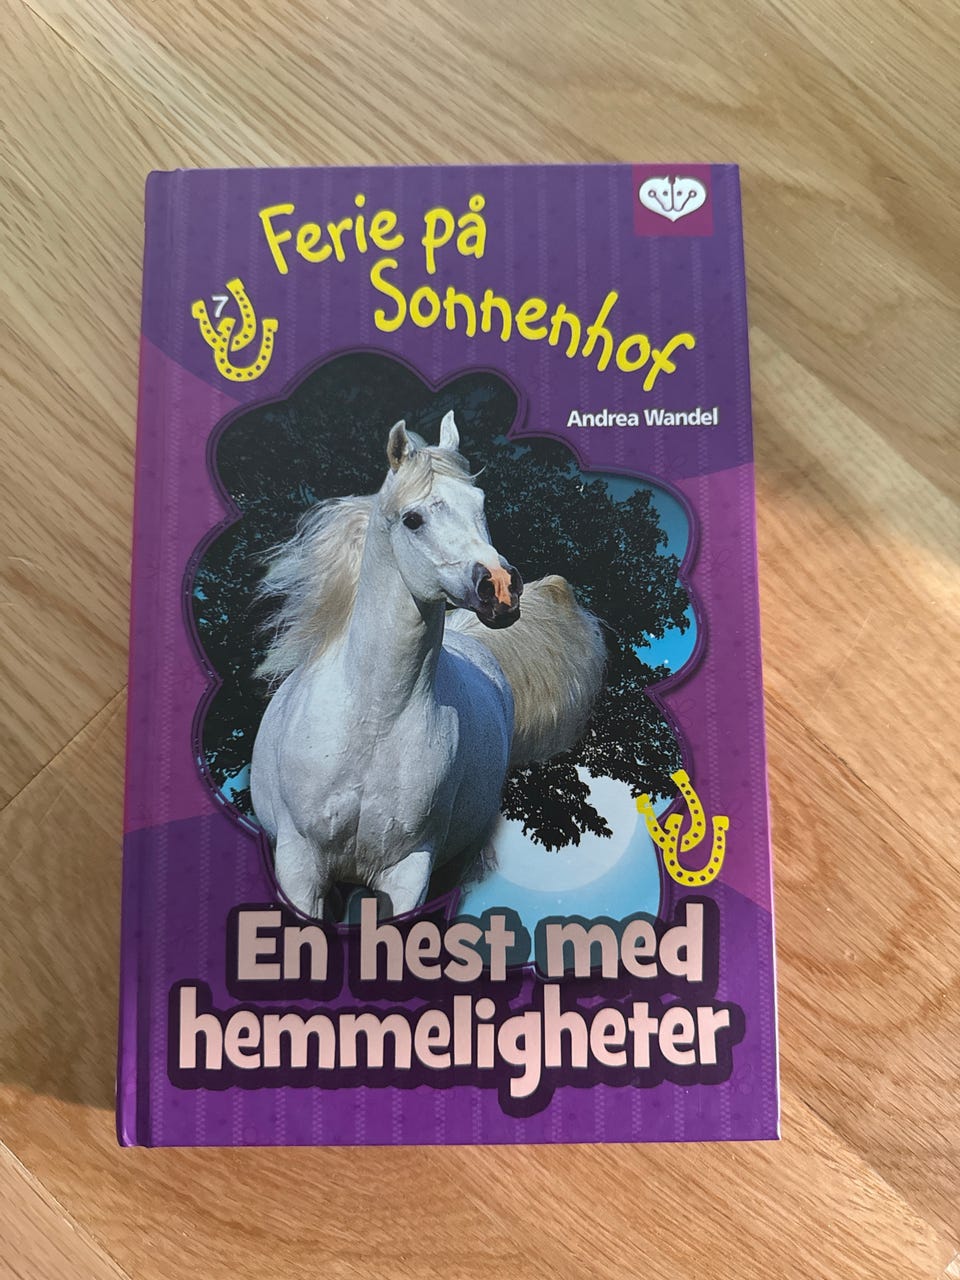 Ferie på
Sonnenhof
7
Andrea Wandel
En hest med
hemmeligheter